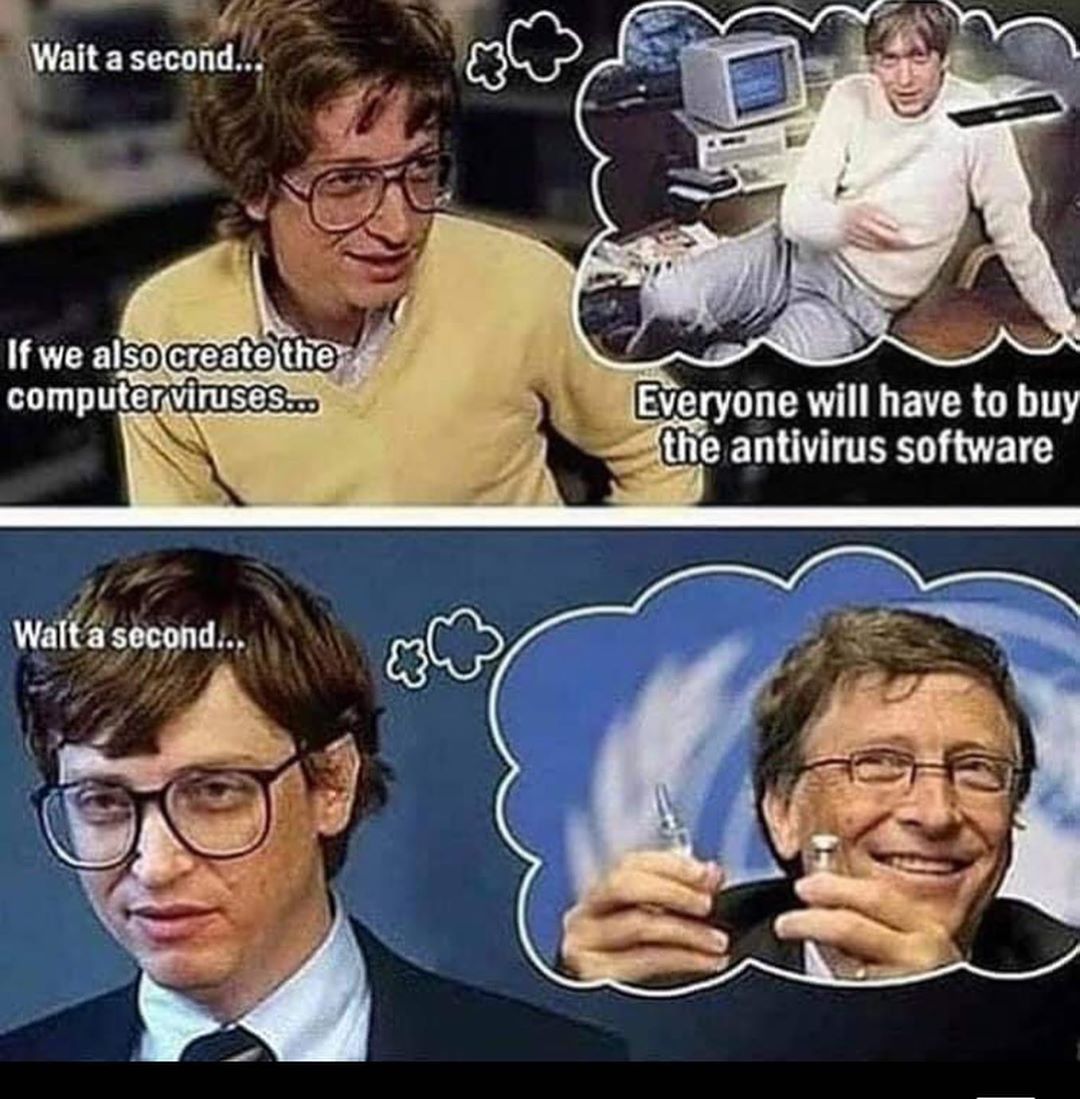 Wait a second...
If we also create the
computer viruses...
Everyone will have to buy
the antivirus software
Wait a second...